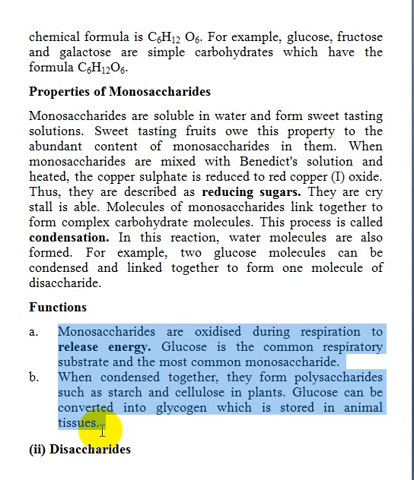 chemical formula is C₆H₁₂ O₆. For example, glucose, fructose
and galactose are simple carbohydrates which have the
formula C₆H₁₂O₆.
Properties of Monosaccharides
Monosaccharides are soluble in water and form sweet tasting
solutions. Sweet tasting fruits owe this property to the
abundant content of monosaccharides in them. When
monosaccharides are mixed with Benedict's solution and
heated, the copper sulphate is reduced to red copper (I) oxide.
Thus, they are described as reducing sugars. They are cry
stall is able. Molecules of monosaccharides link together to
form complex carbohydrate molecules. This process is called
condensation. In this reaction, water molecules are also
formed. For example, two glucose molecules can be
condensed and linked together to form one molecule of
disaccharide.
Functions
a. Monosaccharides are oxidised during respiration to
release energy. Glucose is the common respiratory
substrate and the most common monosaccharide.
b. When condensed together, they form polysaccharides
such as starch and cellulose in plants. Glucose can be
converted into glycogen which is stored in animal
tissues.
(ii) Disaccharides